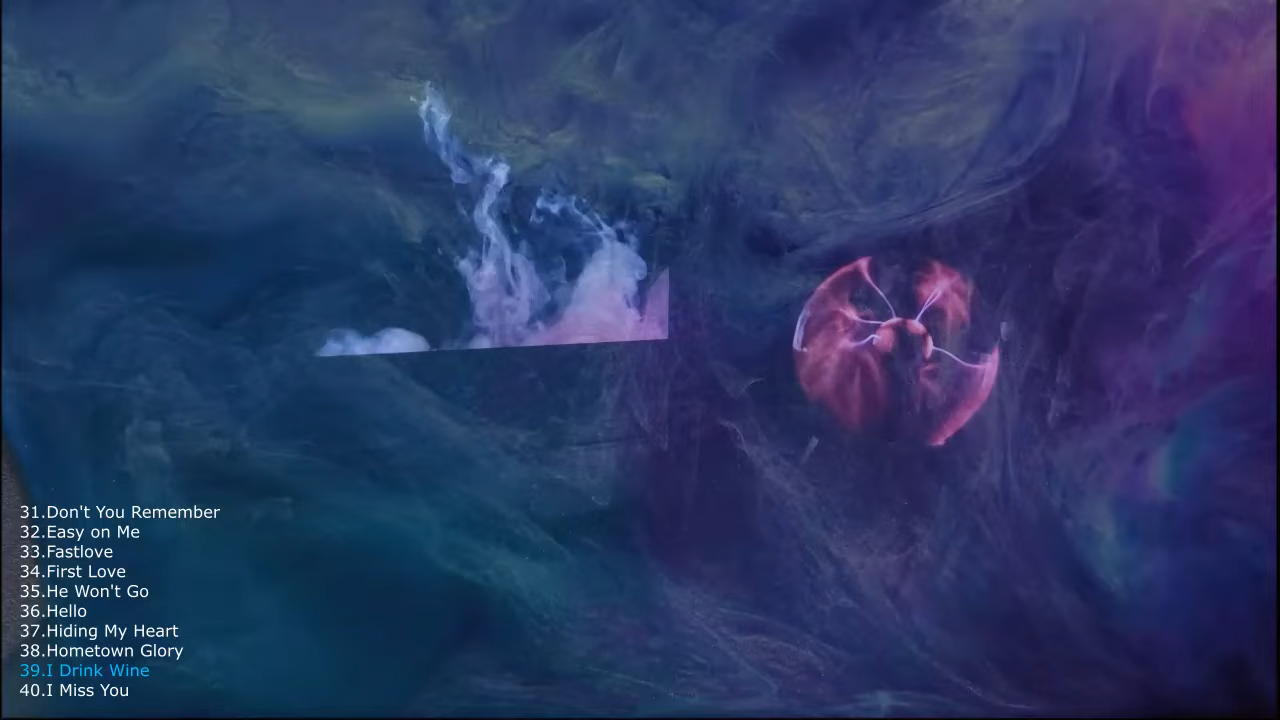 31.Don't You Remember
32.Easy on Me
33.Fastlove
34.First Love
35.He Won't Go
36.Hello
37.Hiding My Heart
38.Hometown Glory
39.I Drink Wine
40.I Miss You